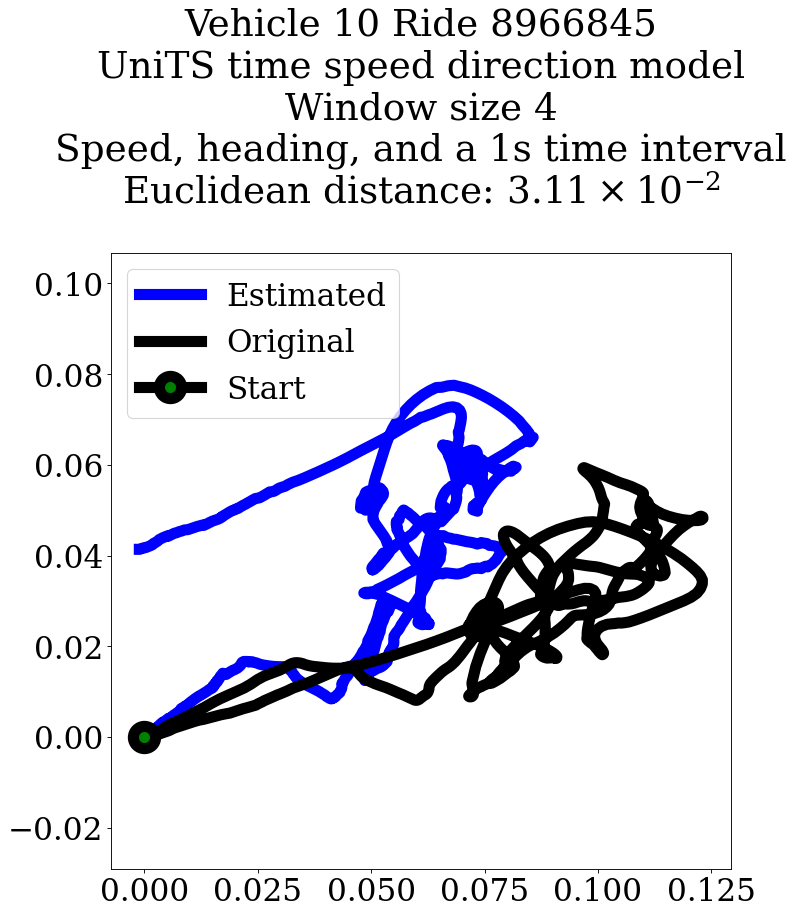 Vehicle 10 Ride 8966845
UniTS time speed direction model
Window size 4
Speed, heading, and a 1s time interval
Euclidean distance: 3.11 × 10⁻²
0.10
0.08
0.06
0.04
0.02
0.00
−0.02
Estimated
Original
Start
0.000 0.025 0.050 0.075 0.100 0.125